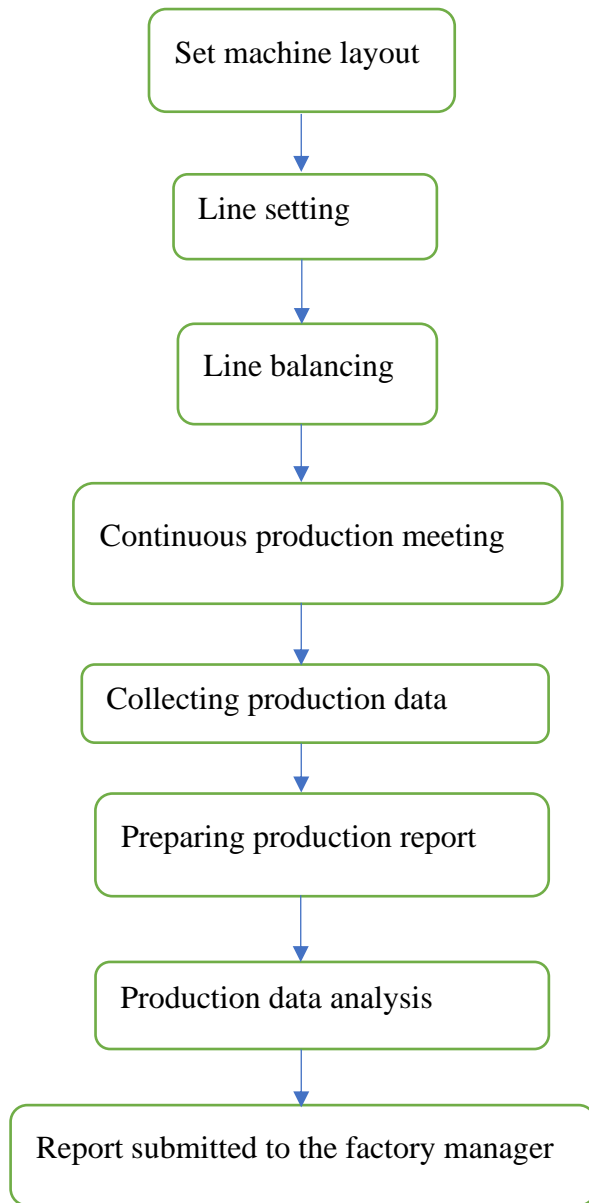 Set machine layout
Line setting
Line balancing
Continuous production meeting
Collecting production data
Preparing production report
Production data analysis
Report submitted to the factory manager